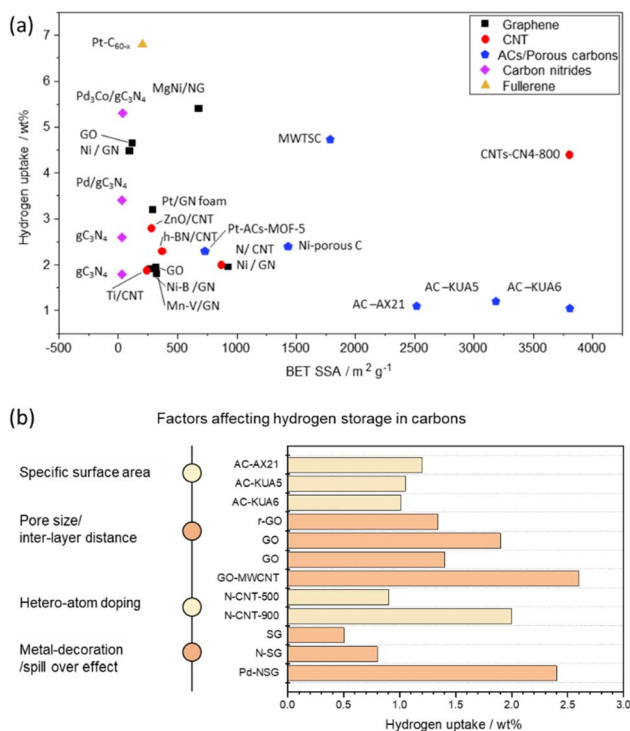 (a)
Graphene
CNT
ACs/Porous carbons
Carbon nitrides
Fullerene
Pt-C60-x
MgNi/NG
Pd3Co/gC3N4
GO
Ni / GN
MWTSC
CNTs-CN4-800
Pd/gC3N4
Pt/GN foam
ZnO/CNT
h-BN/CNT
Pt-ACs-MOF-5
gC3N4
N/ CNT
Ni-porous C
gC3N4
GO
Ni / GN
Ti/CNT
Ni-B /GN
Mn-V/GN
AC –AX21
AC –KUA5
AC –KUA6
Hydrogen uptake / wt%
7
6
5
4
3
2
1
0
500
1000
1500
2000
2500
3000
3500
4000
BET SSA / m2 g-1
(b)
Factors affecting hydrogen storage in carbons
Specific surface area
Pore size/
inter-layer distance
Hetero-atom doping
Metal-decoration
/spill over effect
AC-AX21
AC-KUA5
AC-KUA6
r-GO
GO
GO
GO-MWCNT
N-CNT-500
N-CNT-900
SG
N-SG
Pd-NSG
0.0
0.5
1.0
1.5
2.0
2.5
3.0
Hydrogen uptake / wt%